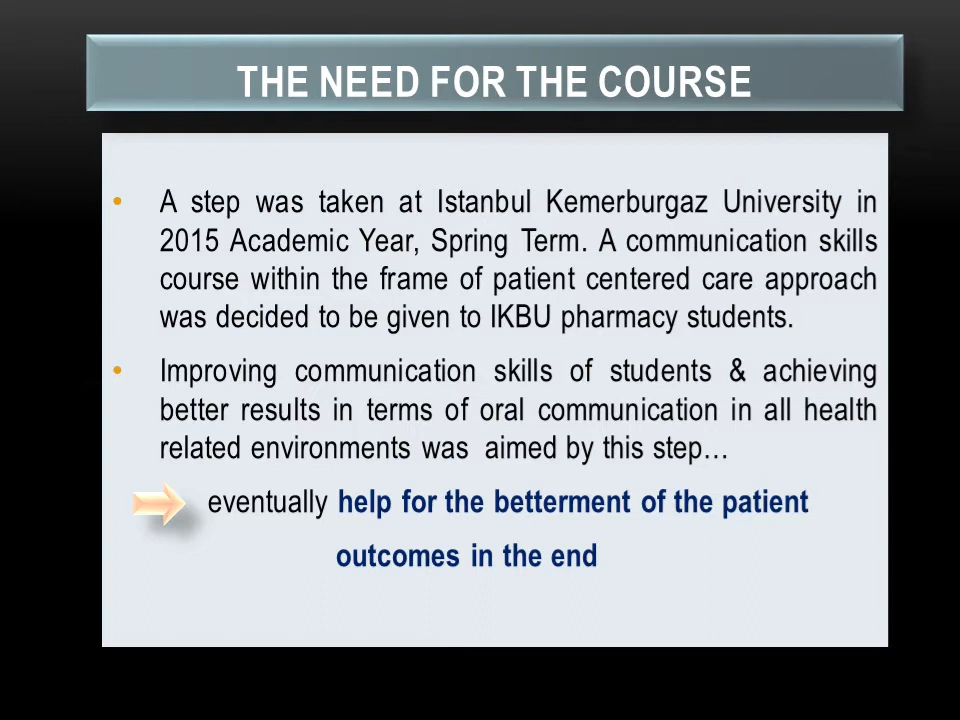 THE NEED FOR THE COURSE
• A step was taken at Istanbul Kemerburgaz University in
2015 Academic Year, Spring Term. A communication skills
course within the frame of patient centered care approach
was decided to be given to IKBU pharmacy students.
• Improving communication skills of students & achieving
better results in terms of oral communication in all health
related environments was aimed by this step…
eventually help for the betterment of the patient
outcomes in the end